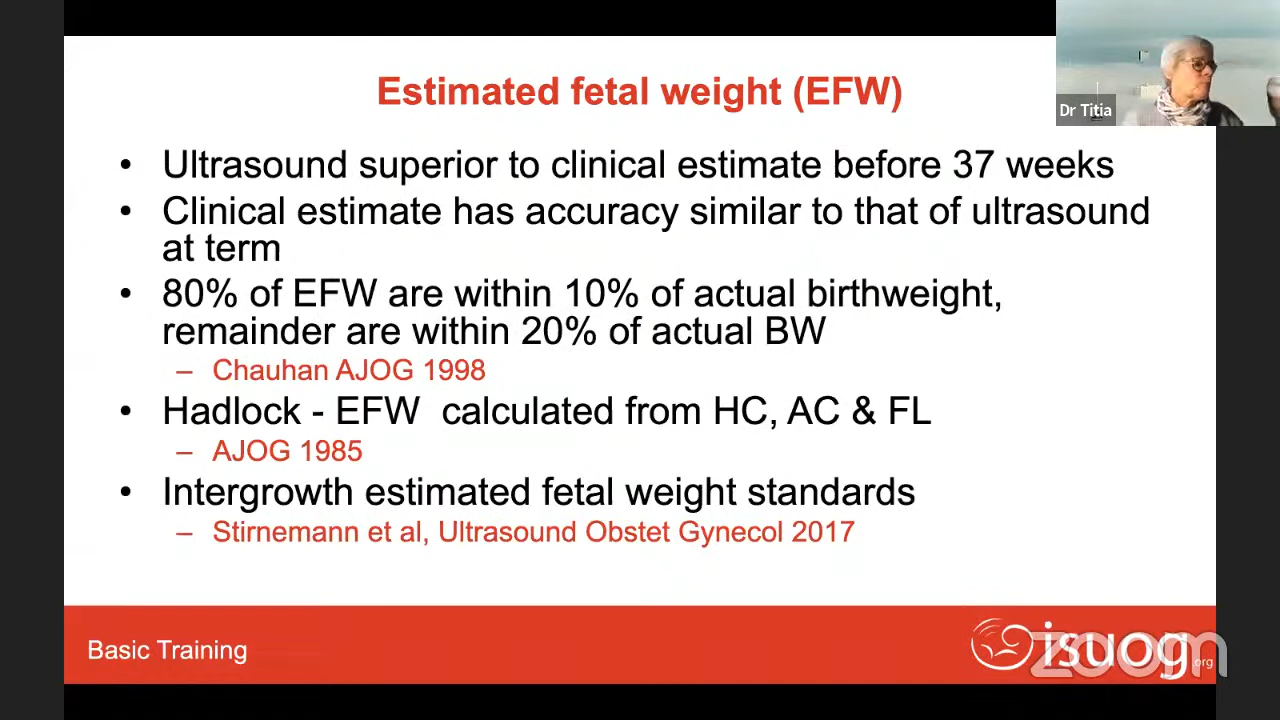 Estimated fetal weight (EFW)
Dr Titia
• Ultrasound superior to clinical estimate before 37 weeks
• Clinical estimate has accuracy similar to that of ultrasound
at term
• 80% of EFW are within 10% of actual birthweight,
remainder are within 20% of actual BW
– Chauhan AJOG 1998
• Hadlock - EFW calculated from HC, AC & FL
– AJOG 1985
• Intergrowth estimated fetal weight standards
– Stirnemann et al, Ultrasound Obstet Gynecol 2017
Basic Training
isuog.org
zoom